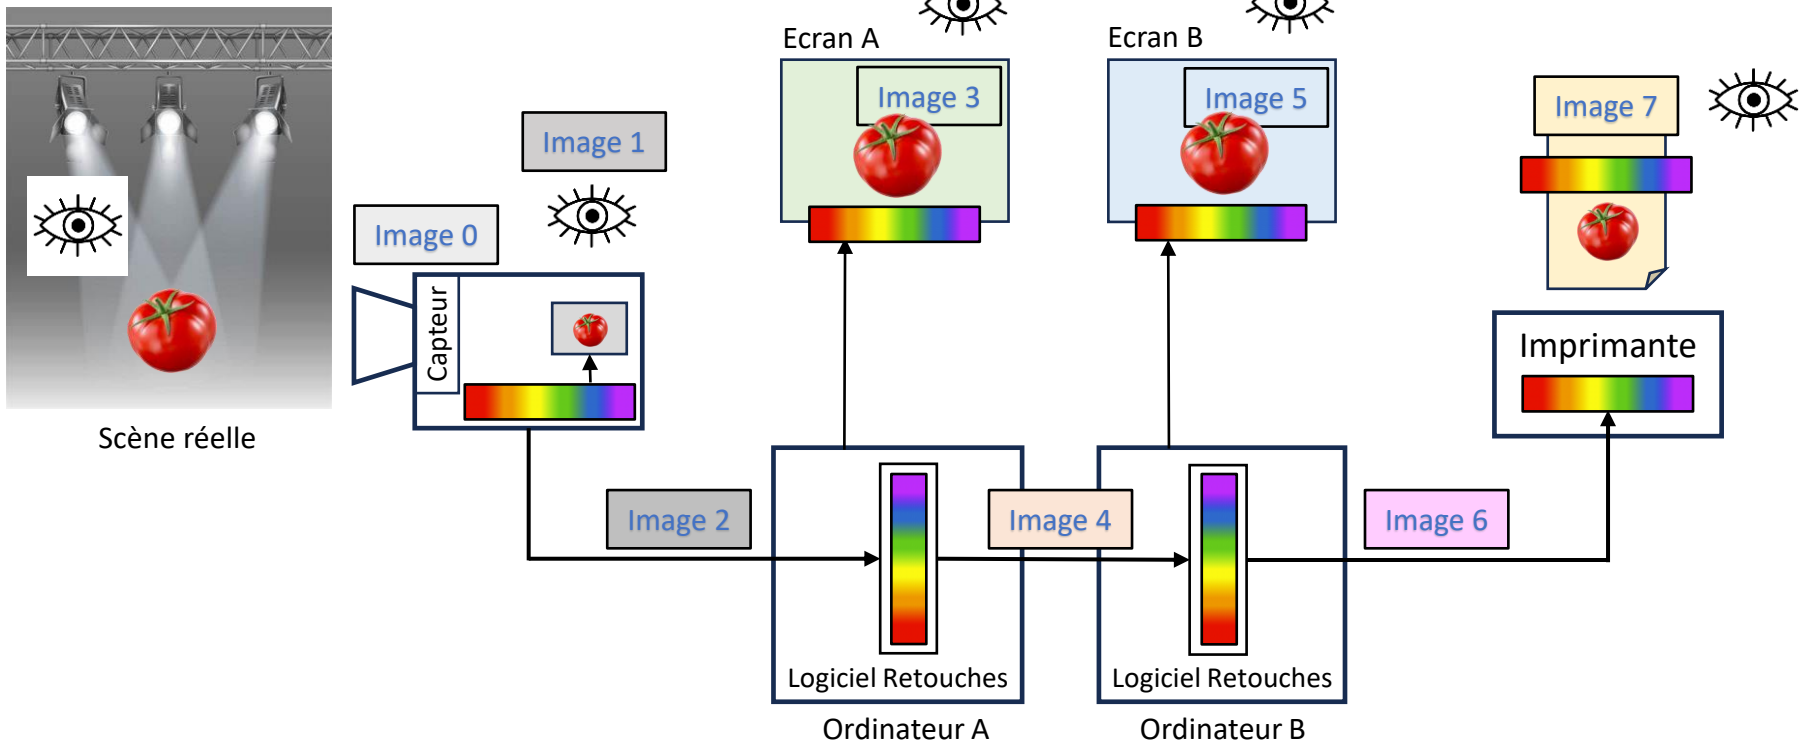 Ecran A
Ecran B
Image 3
Image 5
Image 7
Image 1
Image 0
Capteur
Imprimante
Scène réelle
Image 2
Image 4
Image 6
Logiciel Retouches
Logiciel Retouches
Ordinateur A
Ordinateur B